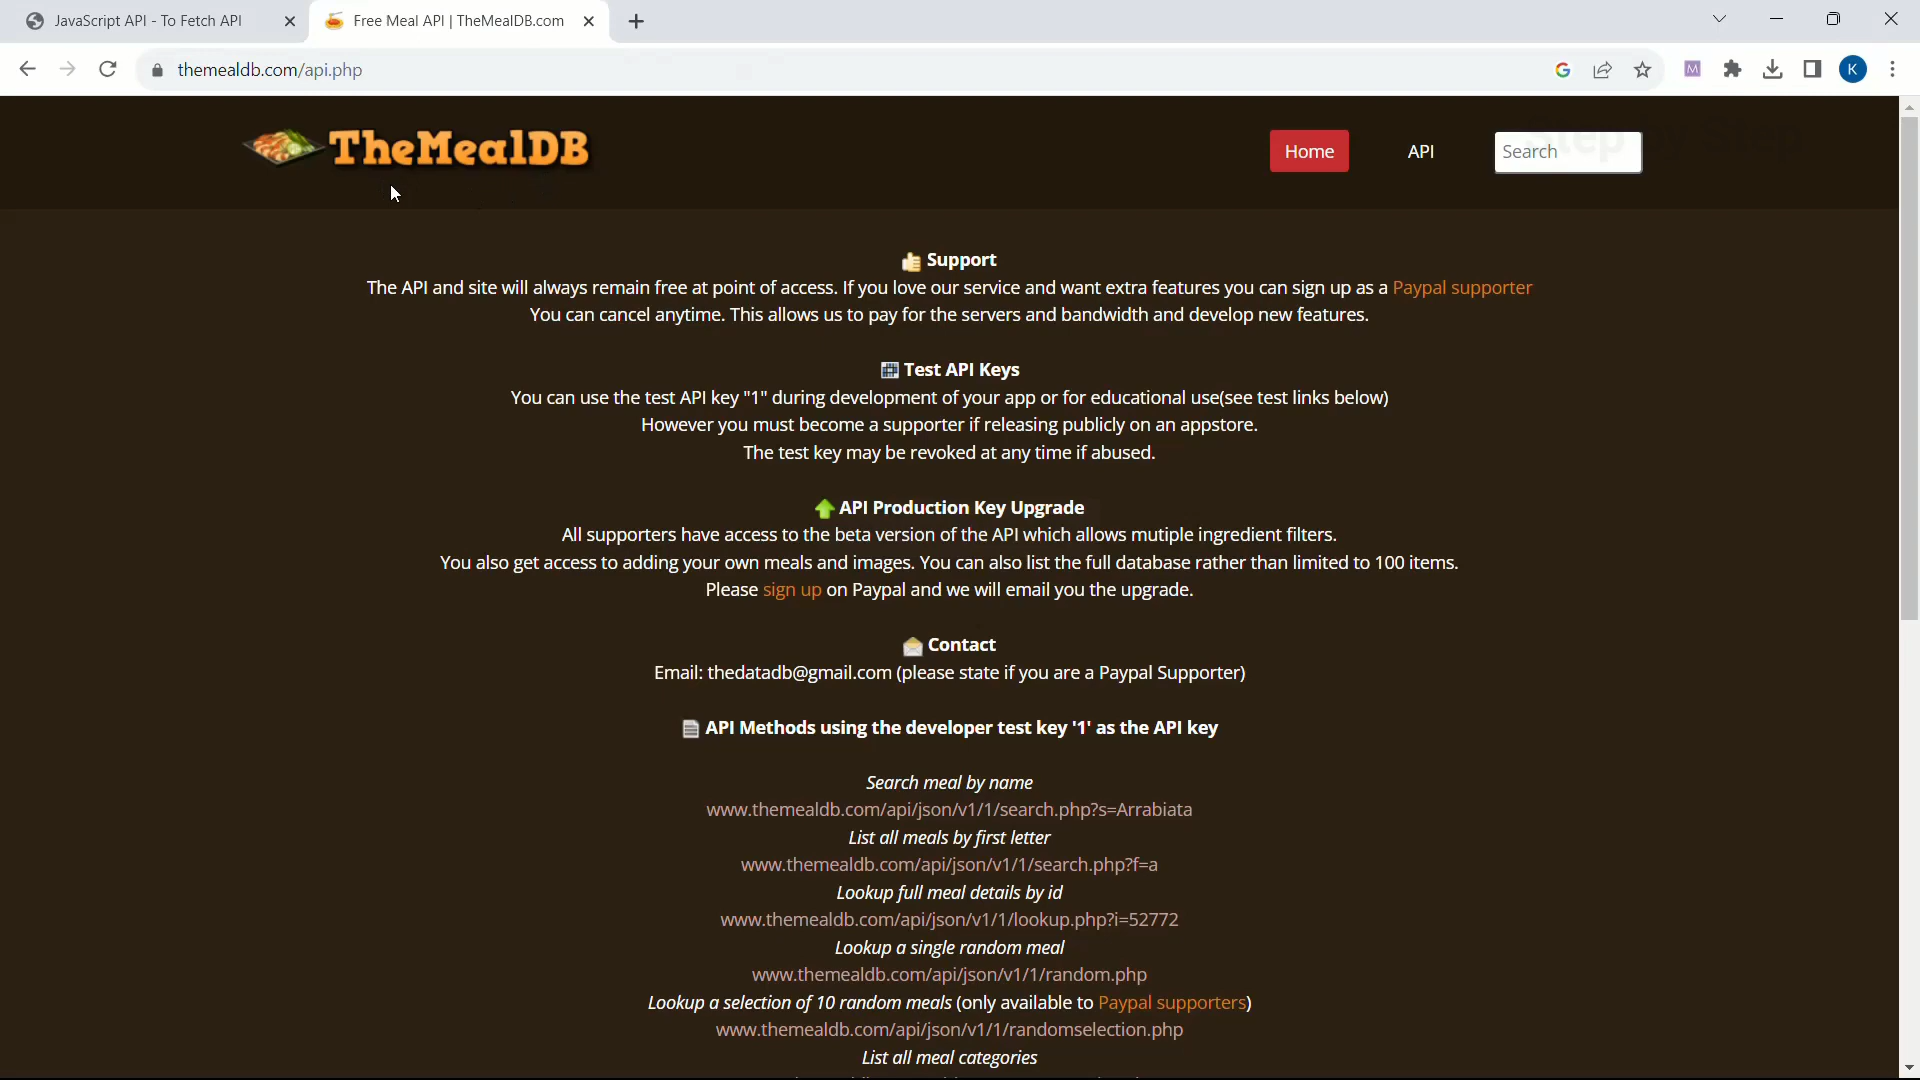 JavaScript API - To Fetch API
Free Meal API | TheMealDB.com
themealdb.com/api.php
M
K
TheMealDB
Home
API
Search
Step by Step
Support
The API and site will always remain free at point of access. If you love our service and want extra features you can sign up as a Paypal supporter
You can cancel anytime. This allows us to pay for the servers and bandwidth and develop new features.
Test API Keys
You can use the test API key "1" during development of your app or for educational use(see test links below)
However you must become a supporter if releasing publicly on an appstore.
The test key may be revoked at any time if abused.
API Production Key Upgrade
All supporters have access to the beta version of the API which allows mutiple ingredient filters.
You also get access to adding your own meals and images. You can also list the full database rather than limited to 100 items.
Please sign up on Paypal and we will email you the upgrade.
Contact
Email: thedatadb@gmail.com (please state if you are a Paypal Supporter)
API Methods using the developer test key '1' as the API key
Search meal by name
www.themealdb.com/api/json/v1/1/search.php?s=Arrabiata
List all meals by first letter
www.themealdb.com/api/json/v1/1/search.php?f=a
Lookup full meal details by id
www.themealdb.com/api/json/v1/1/lookup.php?i=52772
Lookup a single random meal
www.themealdb.com/api/json/v1/1/random.php
Lookup a selection of 10 random meals (only available to Paypal supporters)
www.themealdb.com/api/json/v1/1/randomselection.php
List all meal categories